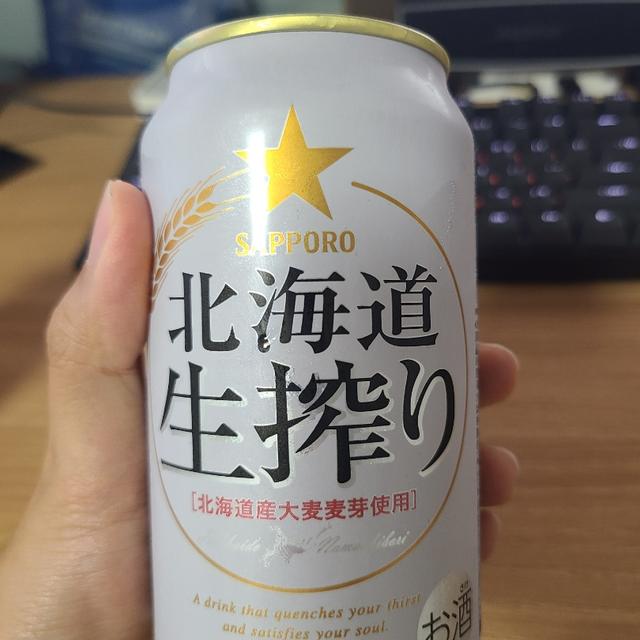 SAPPORO
北海道
生搾り
［北海道産大麦麦芽使用］
Nama
A drink that quenches your thirst
and satisfies your soul.
お酒